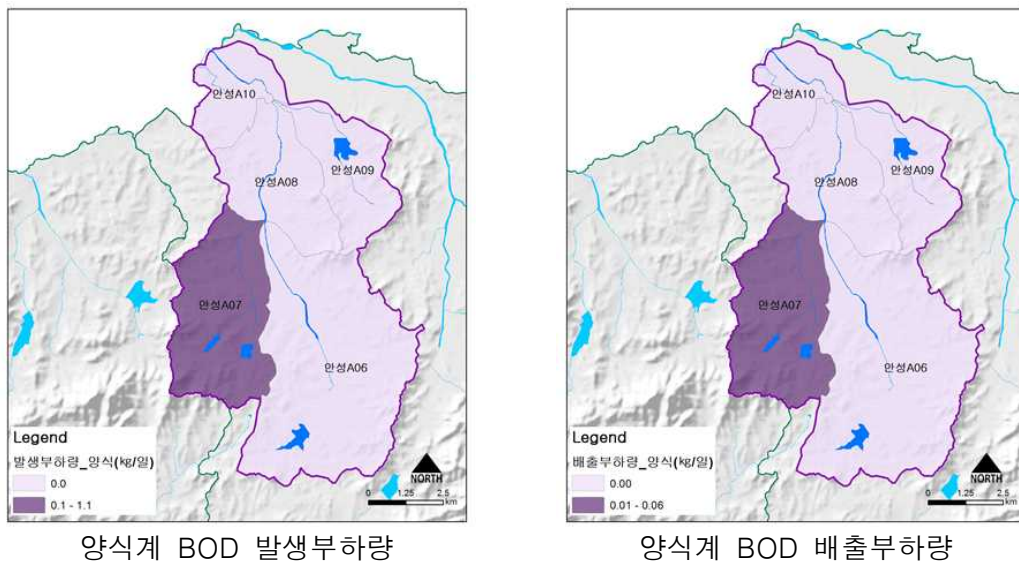 안성A10
안성A09
안성A08
안성A07
안성A06
Legend
발생부하량_양식(kg/일)
0.0
0.1 - 1.1
NORTH
0 1.25 2.5
km
양식계 BOD 발생부하량
안성A10
안성A09
안성A08
안성A07
안성A06
Legend
배출부하량_양식(kg/일)
0.00
0.01 - 0.06
NORTH
0 1.25 2.5
km
양식계 BOD 배출부하량